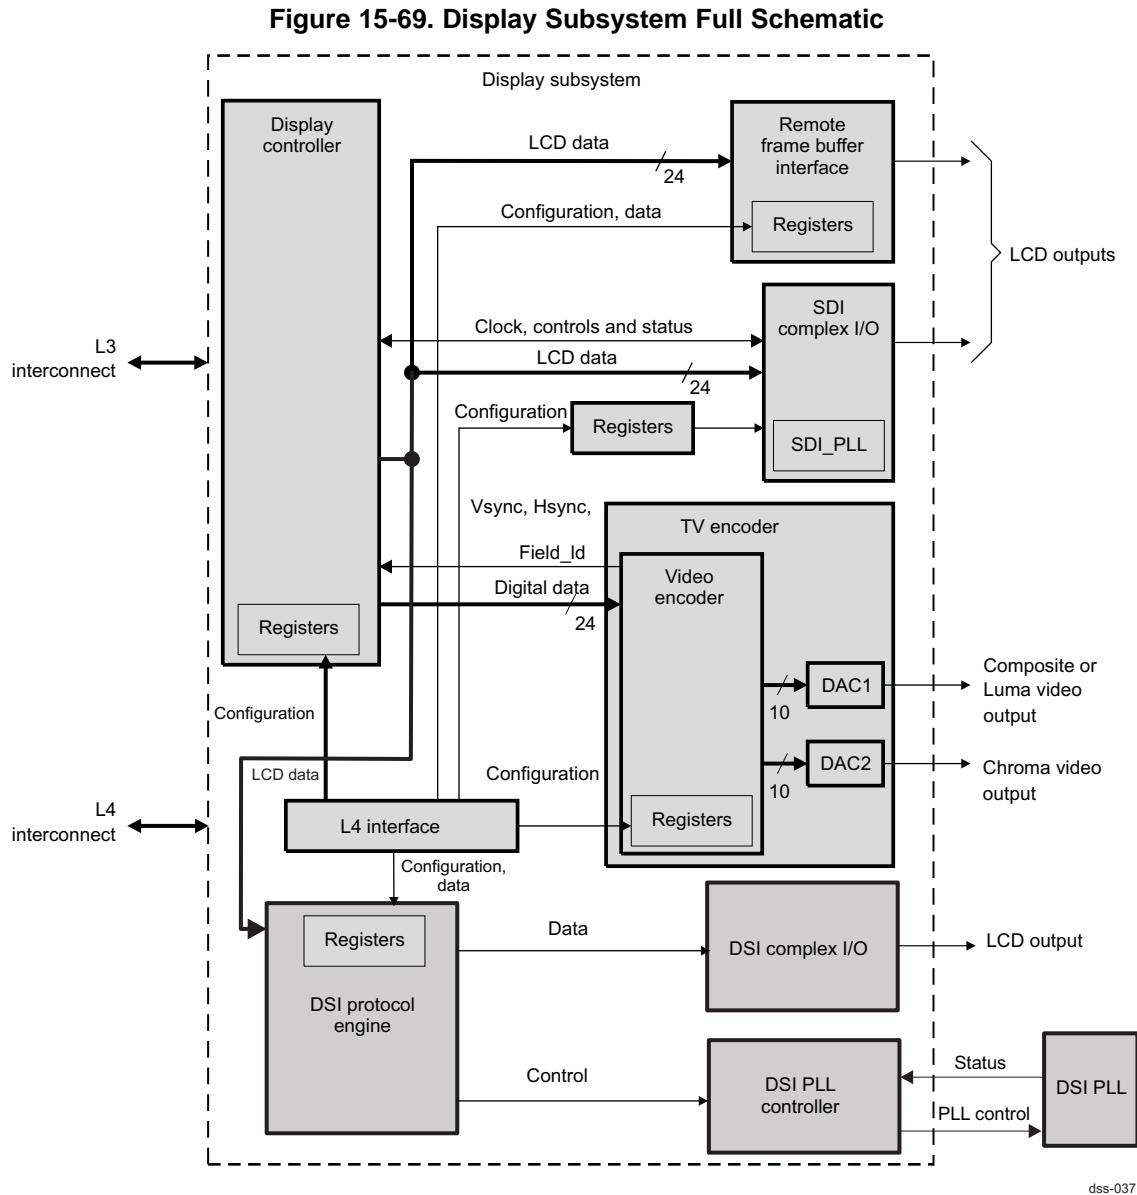 Figure 15-69. Display Subsystem Full Schematic
Display subsystem
Display
controller
LCD data
24
Remote
frame buffer
interface
Configuration, data
Registers
LCD outputs
L3
interconnect
Clock, controls and status
LCD data
24
SDI
complex I/O
Configuration
Registers
SDI_PLL
Vsync, Hsync,
Field_Id
Digital data
24
TV encoder
Video
encoder
Registers
10
DAC1
Composite or
Luma video
output
Configuration
LCD data
10
DAC2
Chroma video
output
Configuration
L4
interconnect
L4 interface
Registers
Configuration,
data
Registers
DSI protocol
engine
Data
DSI complex I/O
LCD output
Control
DSI PLL
controller
Status
PLL control
DSI PLL
dss-037